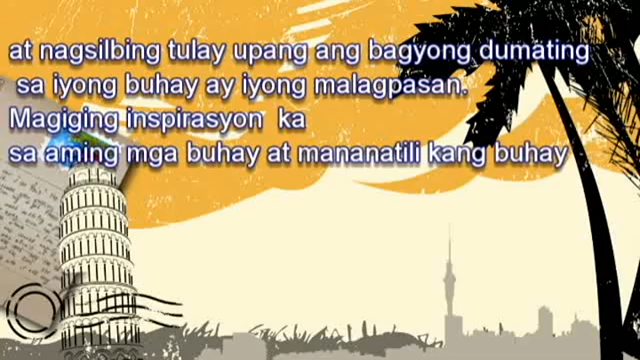 at nagsilbing tulay upang ang bagyong dumating
sa iyong buhay ay iyong malagpasan.
Magiging inspirasyon ka
sa aming mga buhay at mananatili kang buhay